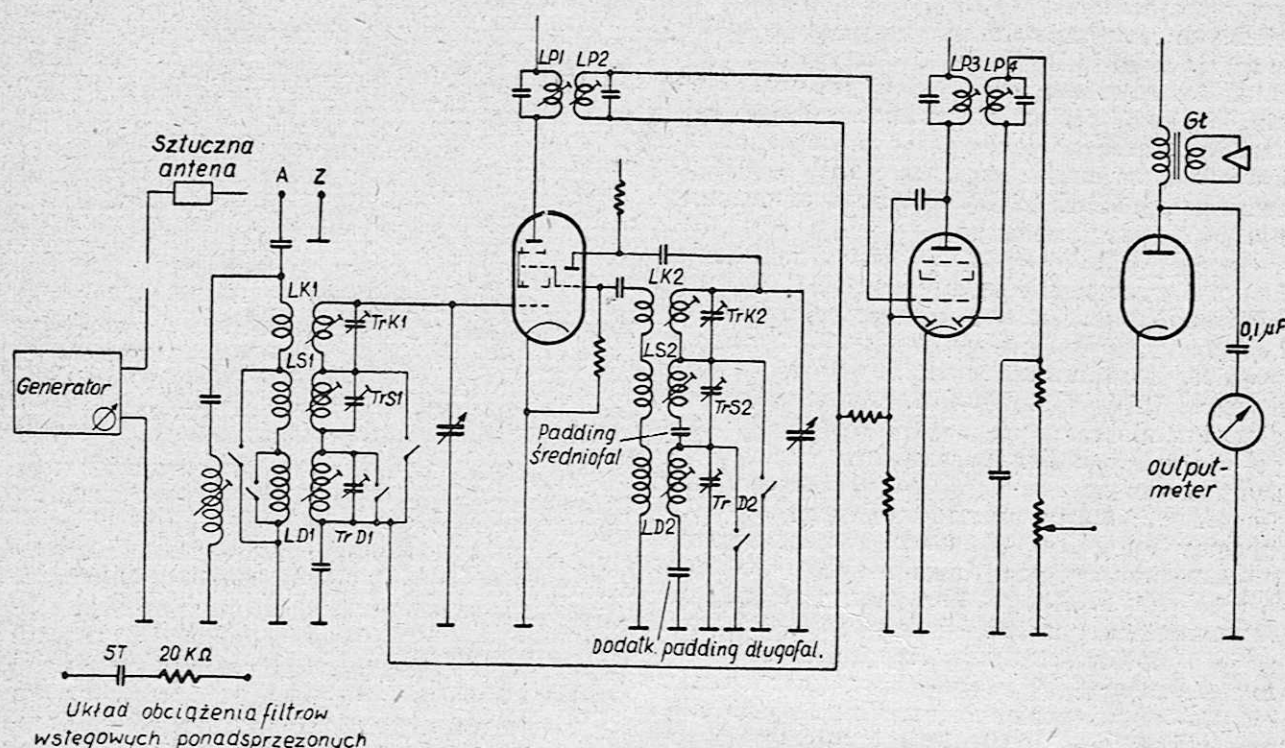 LP1 LP2
LP3 LP4
Gł
Sztuczna
antena
A Z
LK1
TrK1
LK2
TrK2
0,1µF
Generator
LS1
TrS1
LS2
TrS2
Padding
średniofal
output-
meter
LD1
Tr D1
Tr D2
LD2
Dodatk. padding długofal.
5T 20 KΩ
Układ obciążenia filtrów
wstęgowych ponadsprzężonych